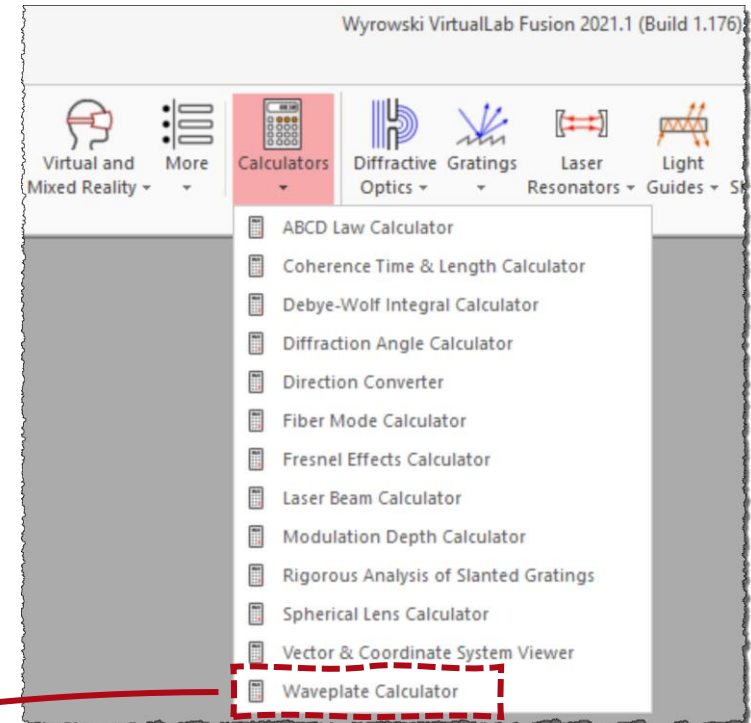 Wyrowski VirtualLab Fusion 2021.1 (Build 1.176)
Virtual and More Calculators Diffractive Gratings Laser Light
Mixed Reality Optics Resonators Guides
ABCD Law Calculator
Coherence Time & Length Calculator
Debye-Wolf Integral Calculator
Diffraction Angle Calculator
Direction Converter
Fiber Mode Calculator
Fresnel Effects Calculator
Laser Beam Calculator
Modulation Depth Calculator
Rigorous Analysis of Slanted Gratings
Spherical Lens Calculator
Vector & Coordinate System Viewer
Waveplate Calculator